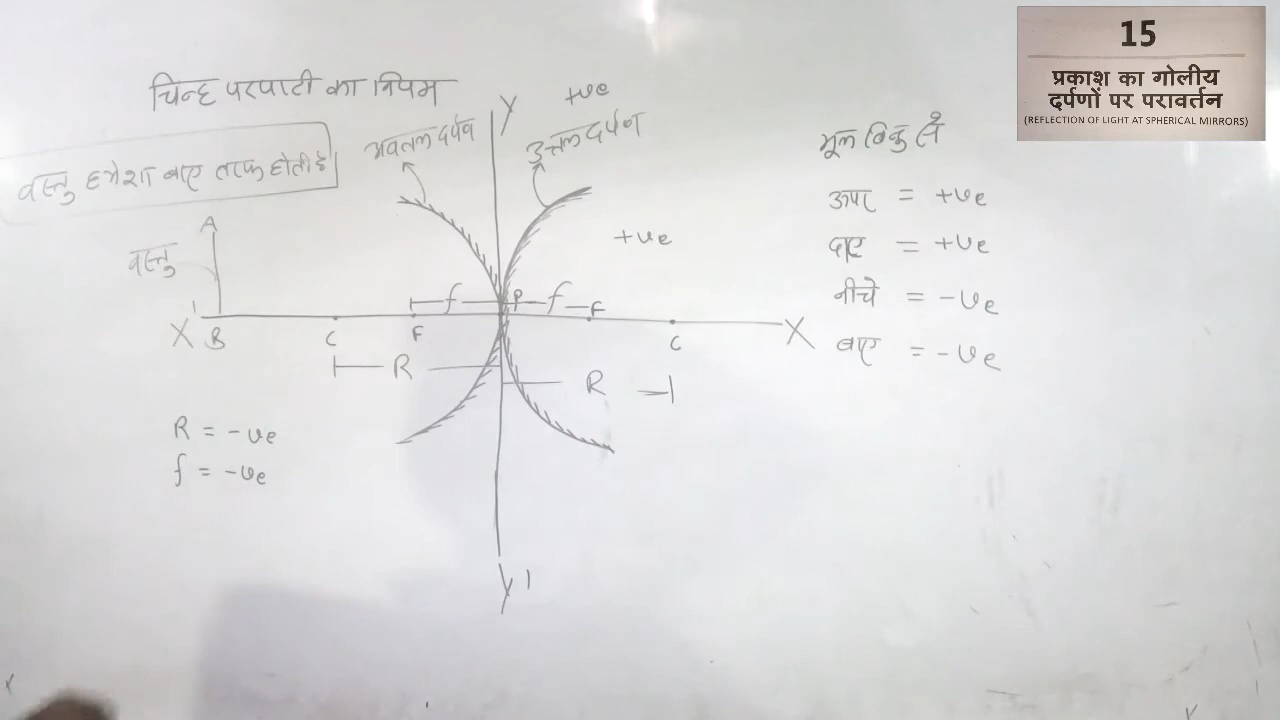 15
प्रकाश का गोलीय
दर्पणों पर परावर्तन
(REFLECTION OF LIGHT AT SPHERICAL MIRRORS)
चिन्ह परपाटी का नियम
वस्तु हमेशा बाए तरफ होती है
Y
+ve
अवतल दर्पण
उत्तल दर्पण
मूल बिन्दु से
ऊपर = +ve
दाए = +ve
नीचे = -ve
बाए = -ve
+ve
A
वस्तु
f P f F
X' B C F C X
R R
R = -ve
f = -ve
Y'